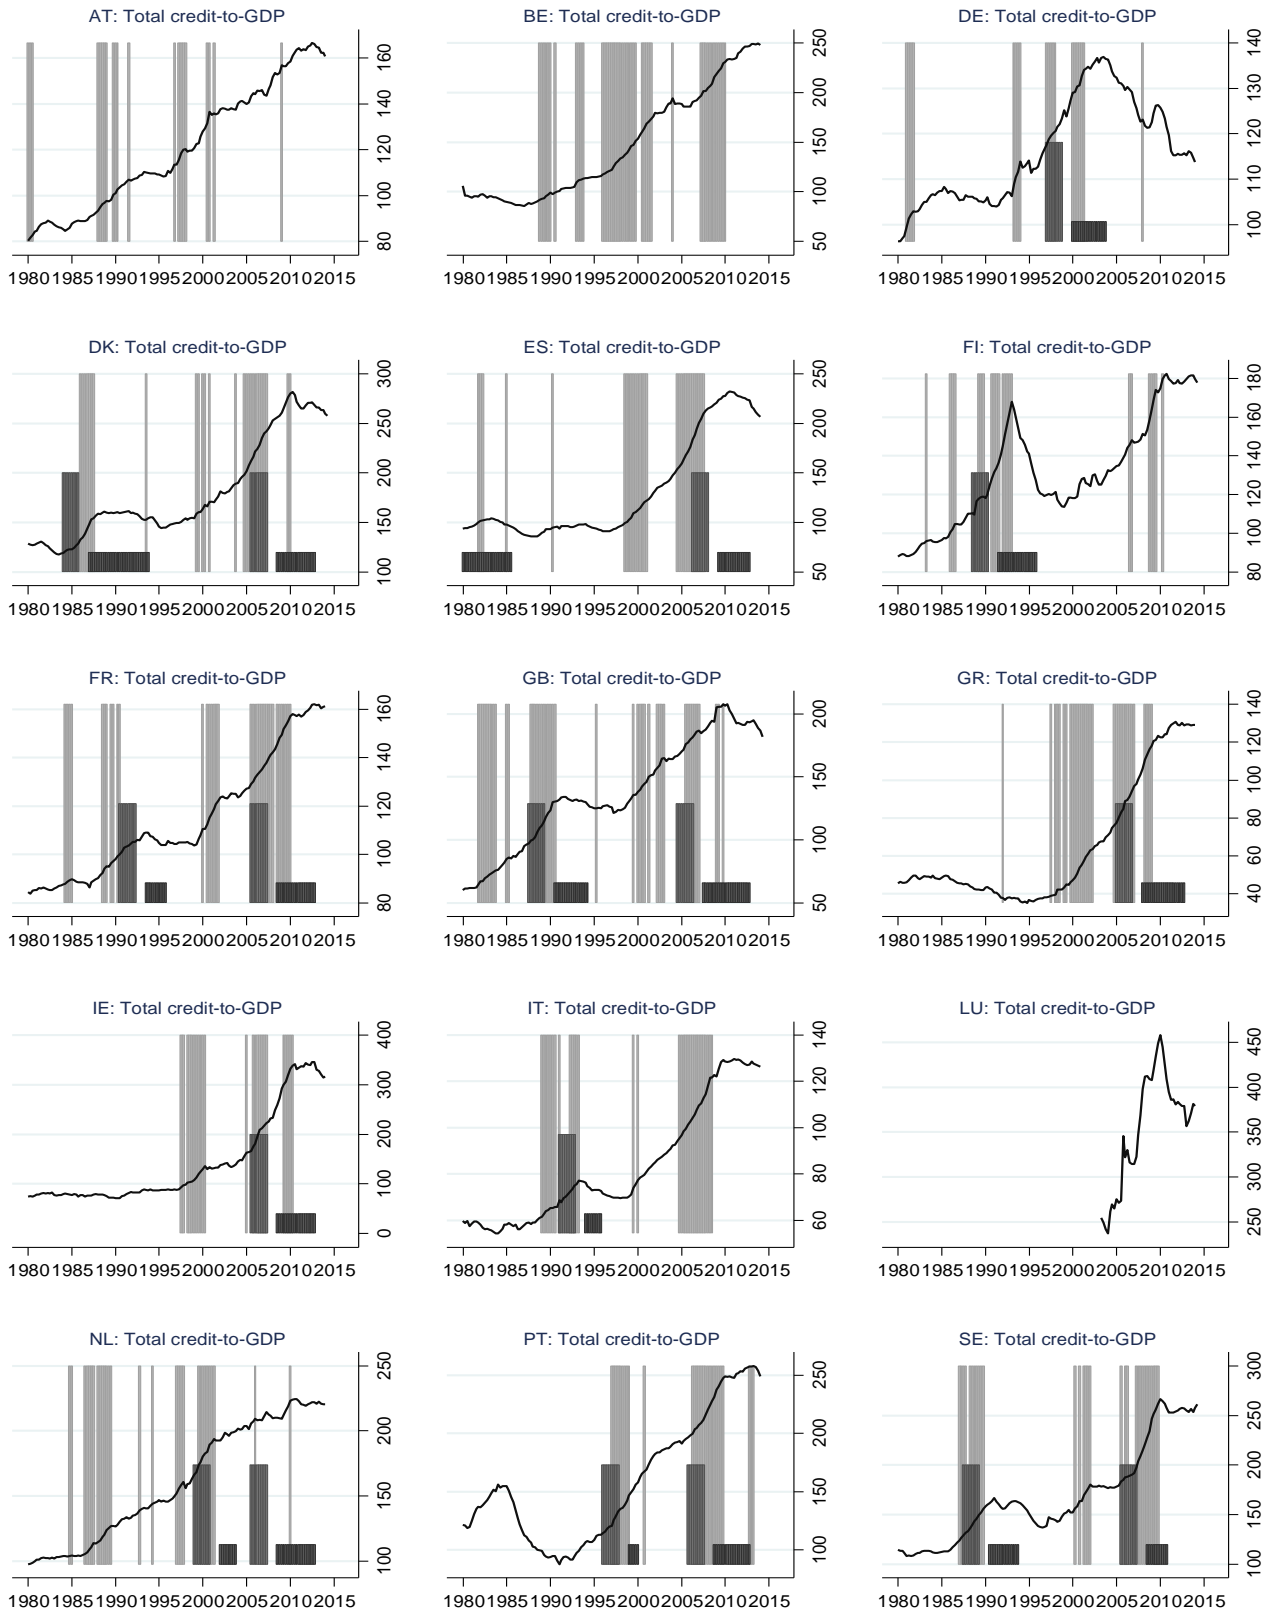 AT: Total credit-to-GDP
80 100 120 140 160
1980 1985 1990 1995 2000 2005 2010 2015
BE: Total credit-to-GDP
50 100 150 200 250
1980 1985 1990 1995 2000 2005 2010 2015
DE: Total credit-to-GDP
100 110 120 130 140
1980 1985 1990 1995 2000 2005 2010 2015
DK: Total credit-to-GDP
100 150 200 250 300
1980 1985 1990 1995 2000 2005 2010 2015
ES: Total credit-to-GDP
50 100 150 200 250
1980 1985 1990 1995 2000 2005 2010 2015
FI: Total credit-to-GDP
80 100 120 140 160 180
1980 1985 1990 1995 2000 2005 2010 2015
FR: Total credit-to-GDP
80 100 120 140 160
1980 1985 1990 1995 2000 2005 2010 2015
GB: Total credit-to-GDP
50 100 150 200
1980 1985 1990 1995 2000 2005 2010 2015
GR: Total credit-to-GDP
40 60 80 100 120 140
1980 1985 1990 1995 2000 2005 2010 2015
IE: Total credit-to-GDP
0 100 200 300 400
1980 1985 1990 1995 2000 2005 2010 2015
IT: Total credit-to-GDP
60 80 100 120 140
1980 1985 1990 1995 2000 2005 2010 2015
LU: Total credit-to-GDP
250 300 350 400 450
1980 1985 1990 1995 2000 2005 2010 2015
NL: Total credit-to-GDP
100 150 200 250
1980 1985 1990 1995 2000 2005 2010 2015
PT: Total credit-to-GDP
100 150 200 250
1980 1985 1990 1995 2000 2005 2010 2015
SE: Total credit-to-GDP
100 150 200 250 300
1980 1985 1990 1995 2000 2005 2010 2015